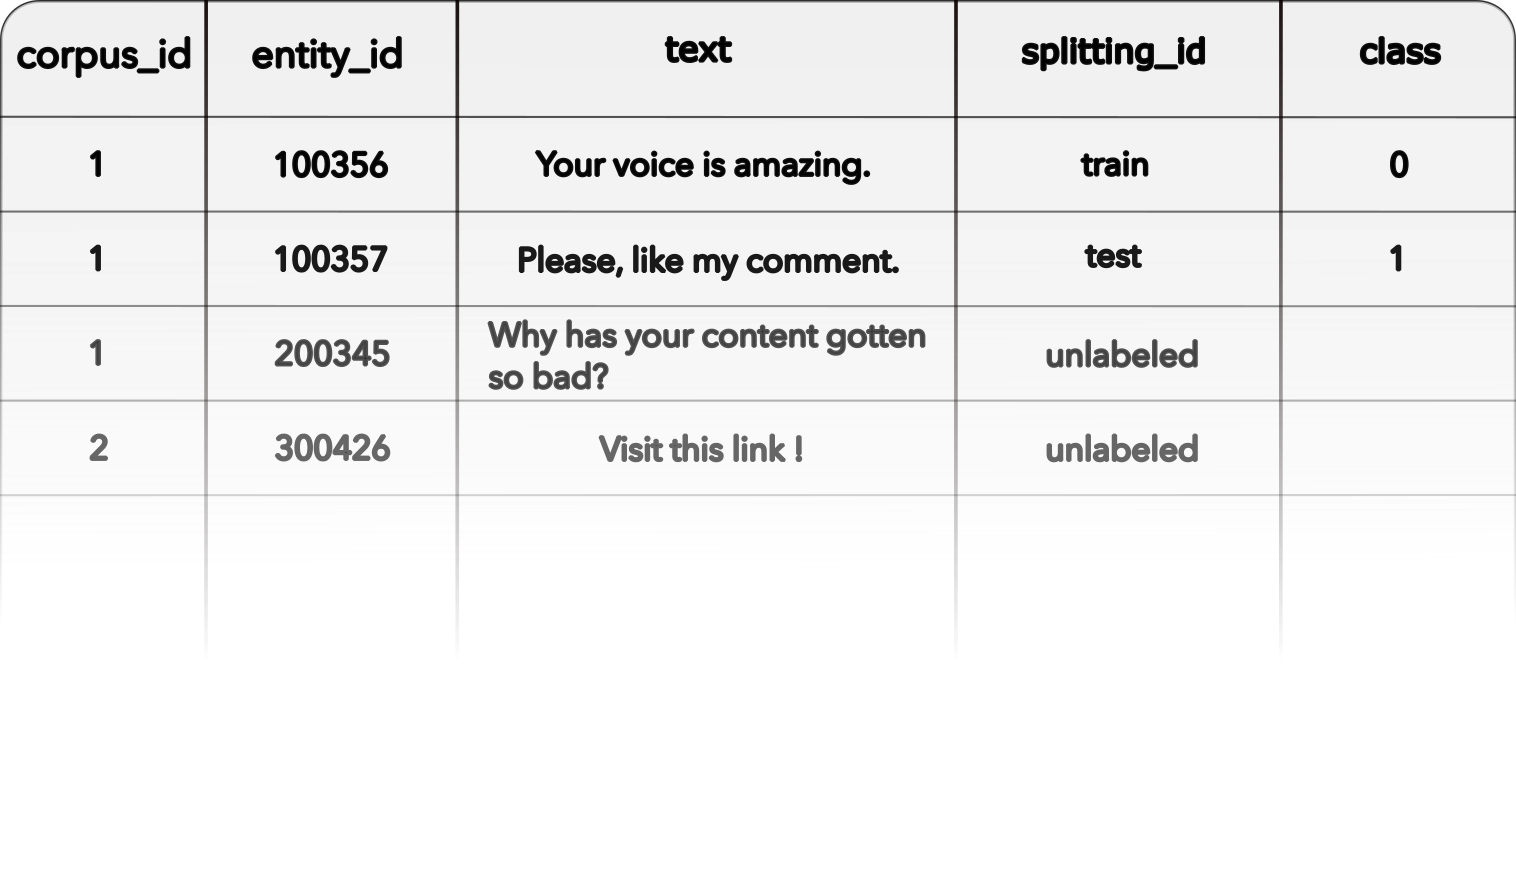 corpus_id entity_id text splitting_id class
1 100356 Your voice is amazing. train 0
1 100357 Please, like my comment. test 1
1 200345 Why has your content gotten unlabeled
so bad?
2 300426 Visit this link ! unlabeled